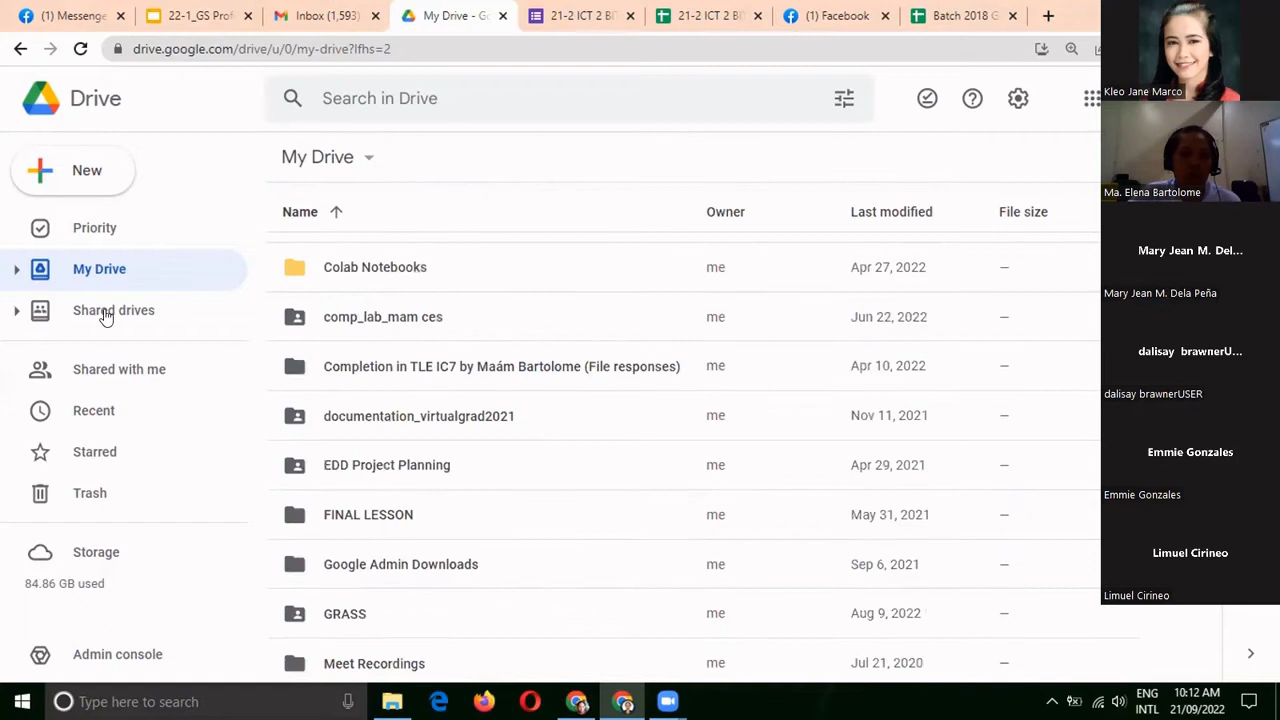 (1) Messenge
22-1_GS Prof
Inbox (1,593)
My Drive - Go
21-2 ICT 2 BI
21-2 ICT 2 BI
(1) Facebook
Batch 2018 G
drive.google.com/drive/u/0/my-drive?lfhs=2
Drive
Search in Drive
New
Priority
My Drive
Shared drives
Shared with me
Recent
Starred
Trash
Storage
84.86 GB used
Admin console
My Drive
Name Owner Last modified File size
Colab Notebooks me Apr 27, 2022 –
comp_lab_mam ces me Jun 22, 2022 –
Completion in TLE IC7 by Maám Bartolome (File responses) me Apr 10, 2022 –
documentation_virtualgrad2021 me Nov 11, 2021 –
EDD Project Planning me Apr 29, 2021 –
FINAL LESSON me May 31, 2021 –
Google Admin Downloads me Sep 6, 2021 –
GRASS me Aug 9, 2022 –
Meet Recordings me Jul 21, 2020 –
Kleo Jane Marco
Ma. Elena Bartolome
Mary Jean M. Del...
Mary Jean M. Dela Peña
dalisay brawnerU...
dalisay brawnerUSER
Emmie Gonzales
Emmie Gonzales
Limuel Cirineo
Limuel Cirineo
Type here to search
ENG
INTL
10:12 AM
21/09/2022